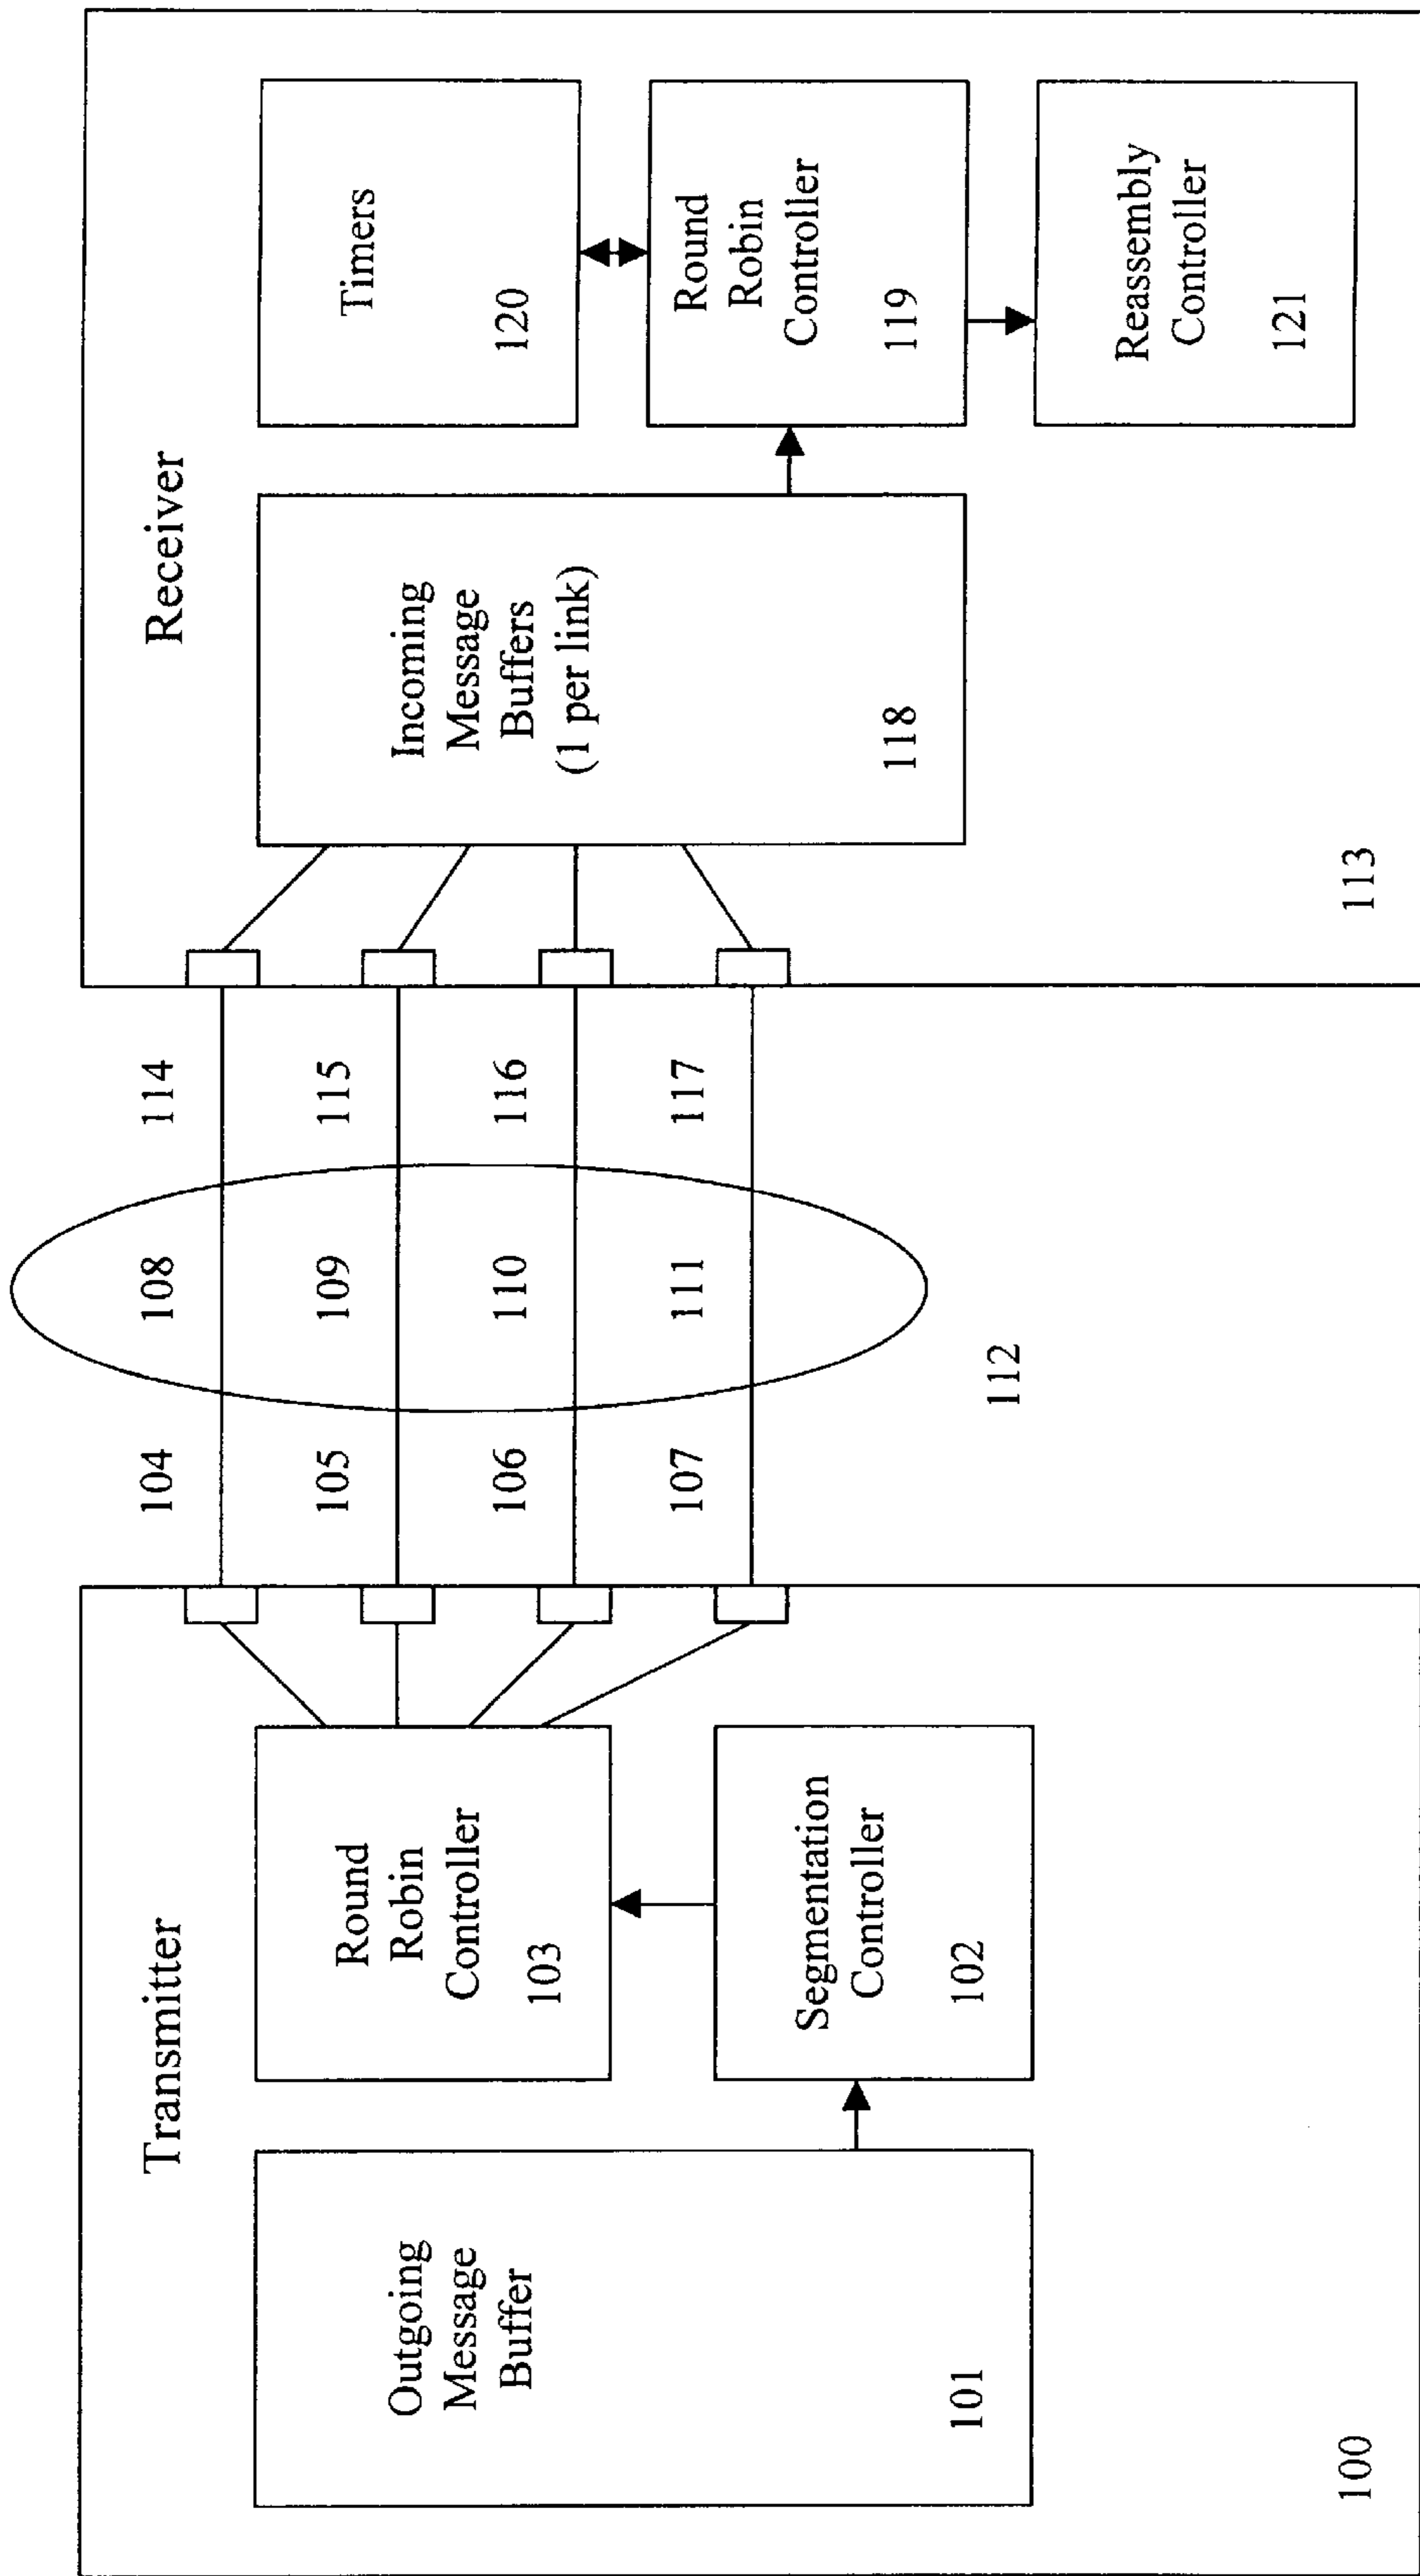 Transmitter
Outgoing
Message
Buffer
101
Round
Robin
Controller
103
Segmentation
Controller
102
100
104
105
106
107
108
109
110
111
112
114
115
116
117
Receiver
Incoming
Message
Buffers
(1 per link)
118
Timers
120
Round
Robin
Controller
119
Reassembly
Controller
121
113